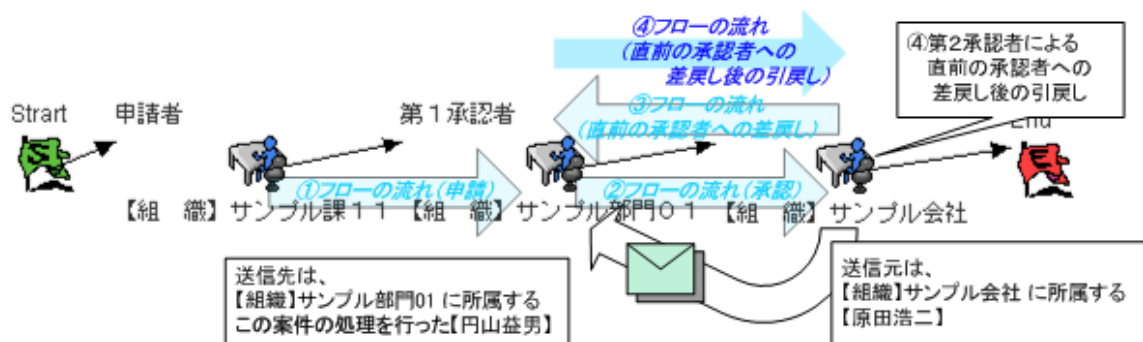 ④フローの流れ
(直前の承認者への
差戻し後の引戻し)
④第2承認者による
直前の承認者への
差戻し後の引戻し
③フローの流れ
(直前の承認者への差戻し)
Start
申請者
第1承認者
End
①フローの流れ(申請)
②フローの流れ(承認)
【組 織】サンプル課11
【組 織】サンプル部門01
【組 織】サンプル会社
送信先は、
【組織】サンプル部門01 に所属する
この案件の処理を行った【円山益男】
送信元は、
【組織】サンプル会社 に所属する
【原田浩二】